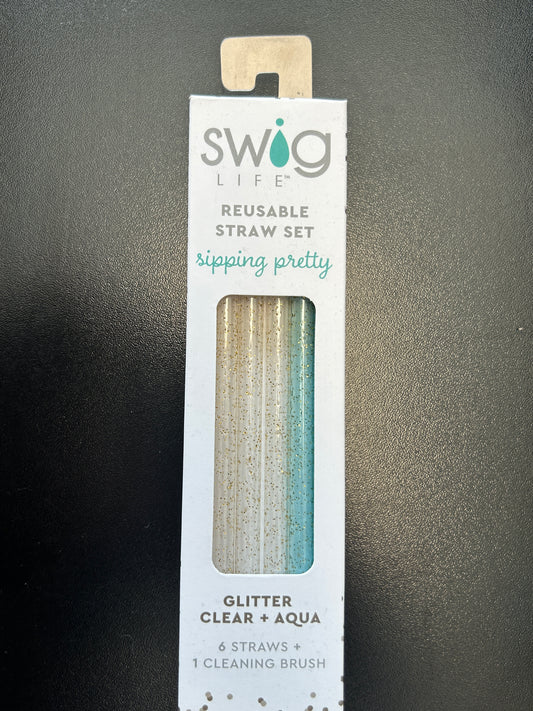 swig
LIFE™
REUSABLE
STRAW SET
sipping pretty
GLITTER
CLEAR + AQUA
6 STRAWS +
1 CLEANING BRUSH